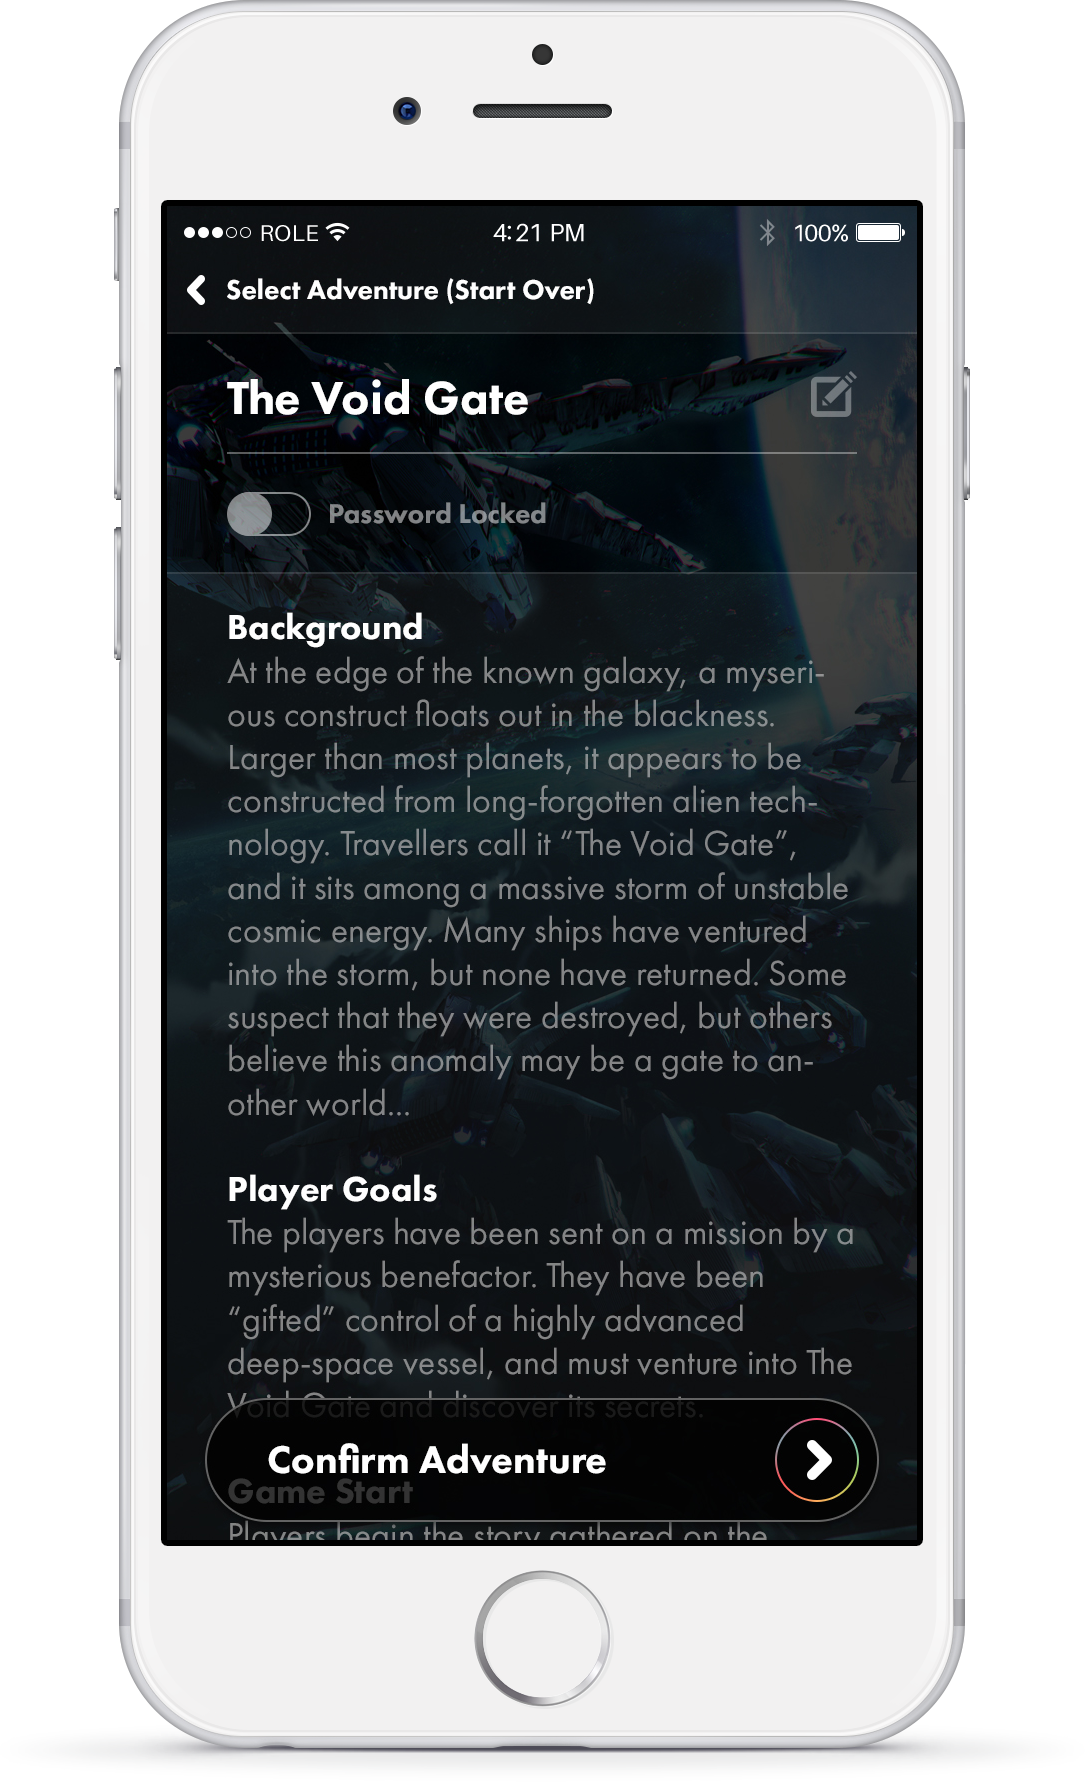 ROLE 4:21 PM 100%
Select Adventure (Start Over)
The Void Gate
Password Locked
Background
At the edge of the known galaxy, a myseri-
ous construct floats out in the blackness.
Larger than most planets, it appears to be
constructed from long-forgotten alien tech-
nology. Travellers call it “The Void Gate”,
and it sits among a massive storm of unstable
cosmic energy. Many ships have ventured
into the storm, but none have returned. Some
suspect that they were destroyed, but others
believe this anomaly may be a gate to an-
other world...
Player Goals
The players have been sent on a mission by a
mysterious benefactor. They have been
“gifted” control of a highly advanced
deep-space vessel, and must venture into The
Void Gate and discover its secrets.
Confirm Adventure
Game Start
Players begin the story gathered on the